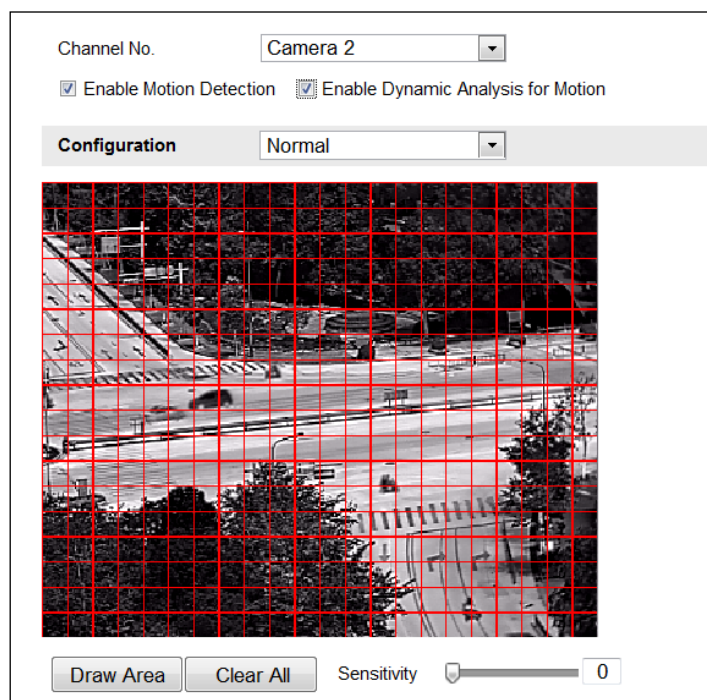 Channel No. Camera 2
Enable Motion Detection Enable Dynamic Analysis for Motion
Configuration Normal
Draw Area Clear All Sensitivity 0